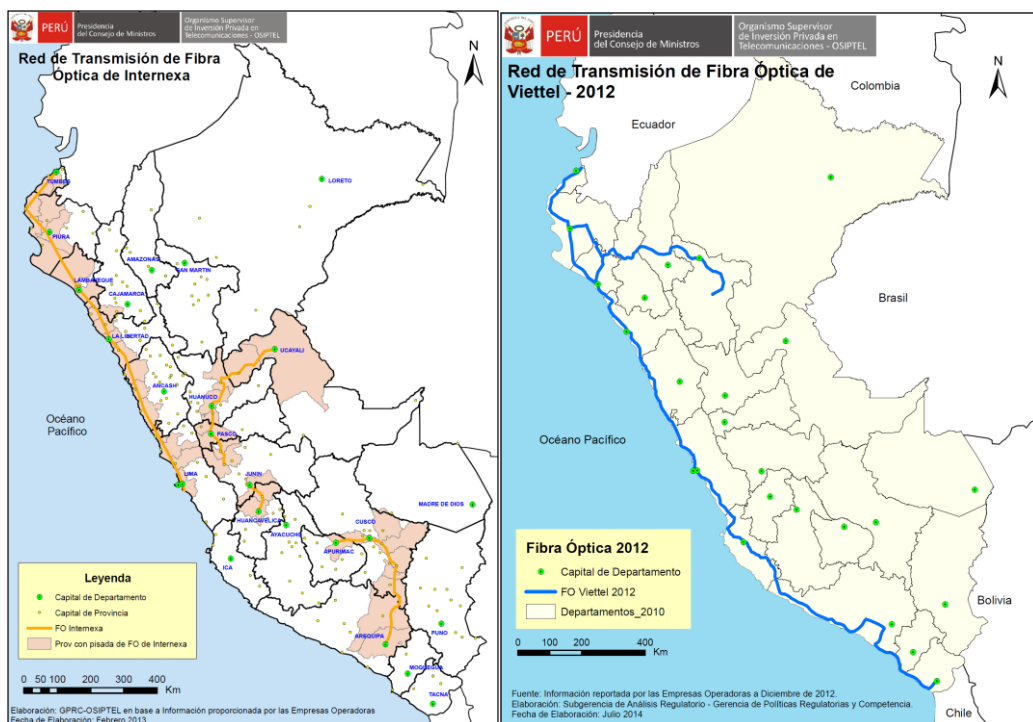 PERÚ
Presidencia
del Consejo de Ministros
Organismo Supervisor
de Inversión Privada en
Telecomunicaciones - OSIPTEL
Red de Transmisión de Fibra
Óptica de Internexa
N
TUMBES
LORETO
PIURA
AMAZONAS
SAN MARTIN
LAMBAYEQUE
CAJAMARCA
LA LIBERTAD
UCAYALI
ANCASH
HUÁNUCO
Océano
Pacífico
PASCO
LIMA
JUNIN
MADRE DE DIOS
HUANCAVELICA
CUSCO
AYACUCHO
APURIMAC
ICA
Leyenda
Capital de Departamento
Capital de Provincia
FO Internexa
Prov con pisada de FO de Internexa
PUNO
AREQUIPA
MOQUEGUA
TACNA
0 50 100 200 300 400
Km
Elaboración: GPRC-OSIPTEL en base a Información proporcionada por las Empresas Operadoras
Fecha de Elaboración: Febrero 2013
PERÚ
Presidencia
del Consejo de Ministros
Organismo Supervisor
de Inversión Privada en
Telecomunicaciones - OSIPTEL
Red de Transmisión de Fibra Óptica de
Viettel - 2012
N
Colombia
Ecuador
Brasil
Océano Pacífico
Fibra Óptica 2012
Capital de Departamento
FO Viettel 2012
Departamentos_2010
Bolivia
0 100 200 400
Km
Fuente: Información reportada por las Empresas Operadoras a Diciembre de 2012.
Elaboración: Subgerencia de Análisis Regulatorio - Gerencia de Políticas Regulatorias y Competencia.
Fecha de Elaboración: Julio 2014
Chile